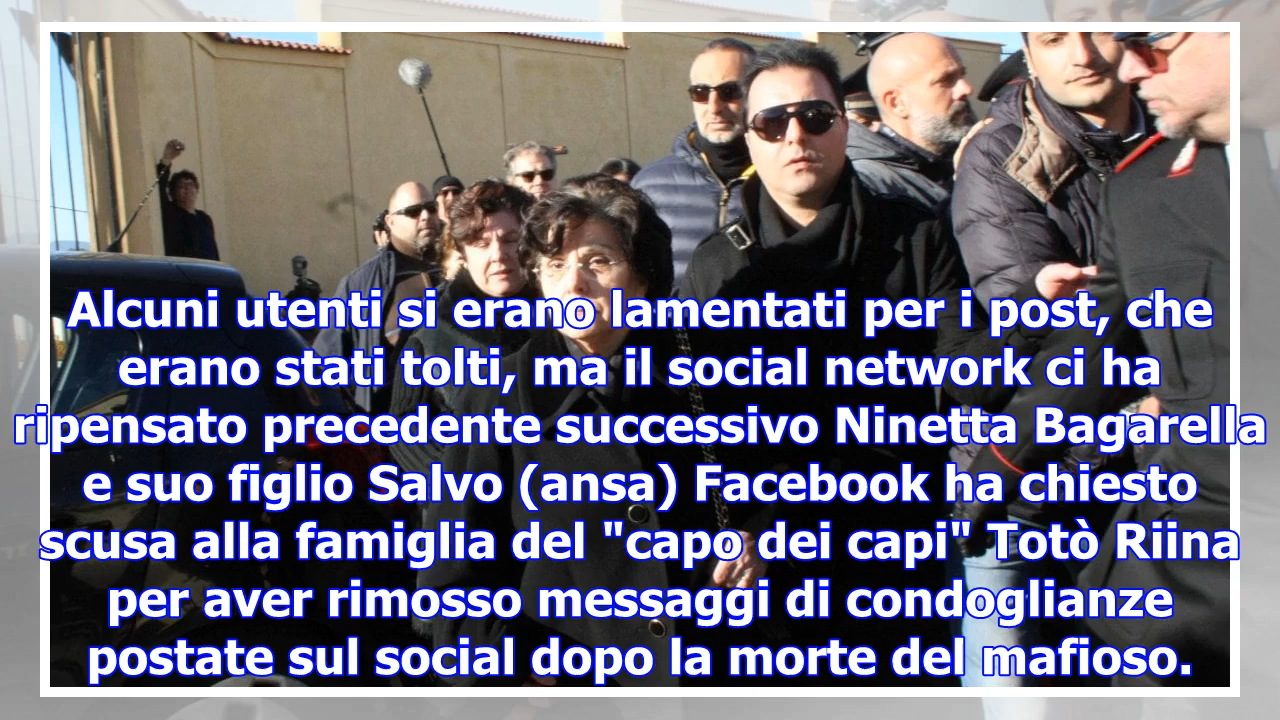 Alcuni utenti si erano lamentati per i post, che
erano stati tolti, ma il social network ci ha
ripensato precedente successivo Ninetta Bagarella
e suo figlio Salvo (ansa) Facebook ha chiesto
scusa alla famiglia del "capo dei capi" Totò Riina
per aver rimosso messaggi di condoglianze
postate sul social dopo la morte del mafioso.